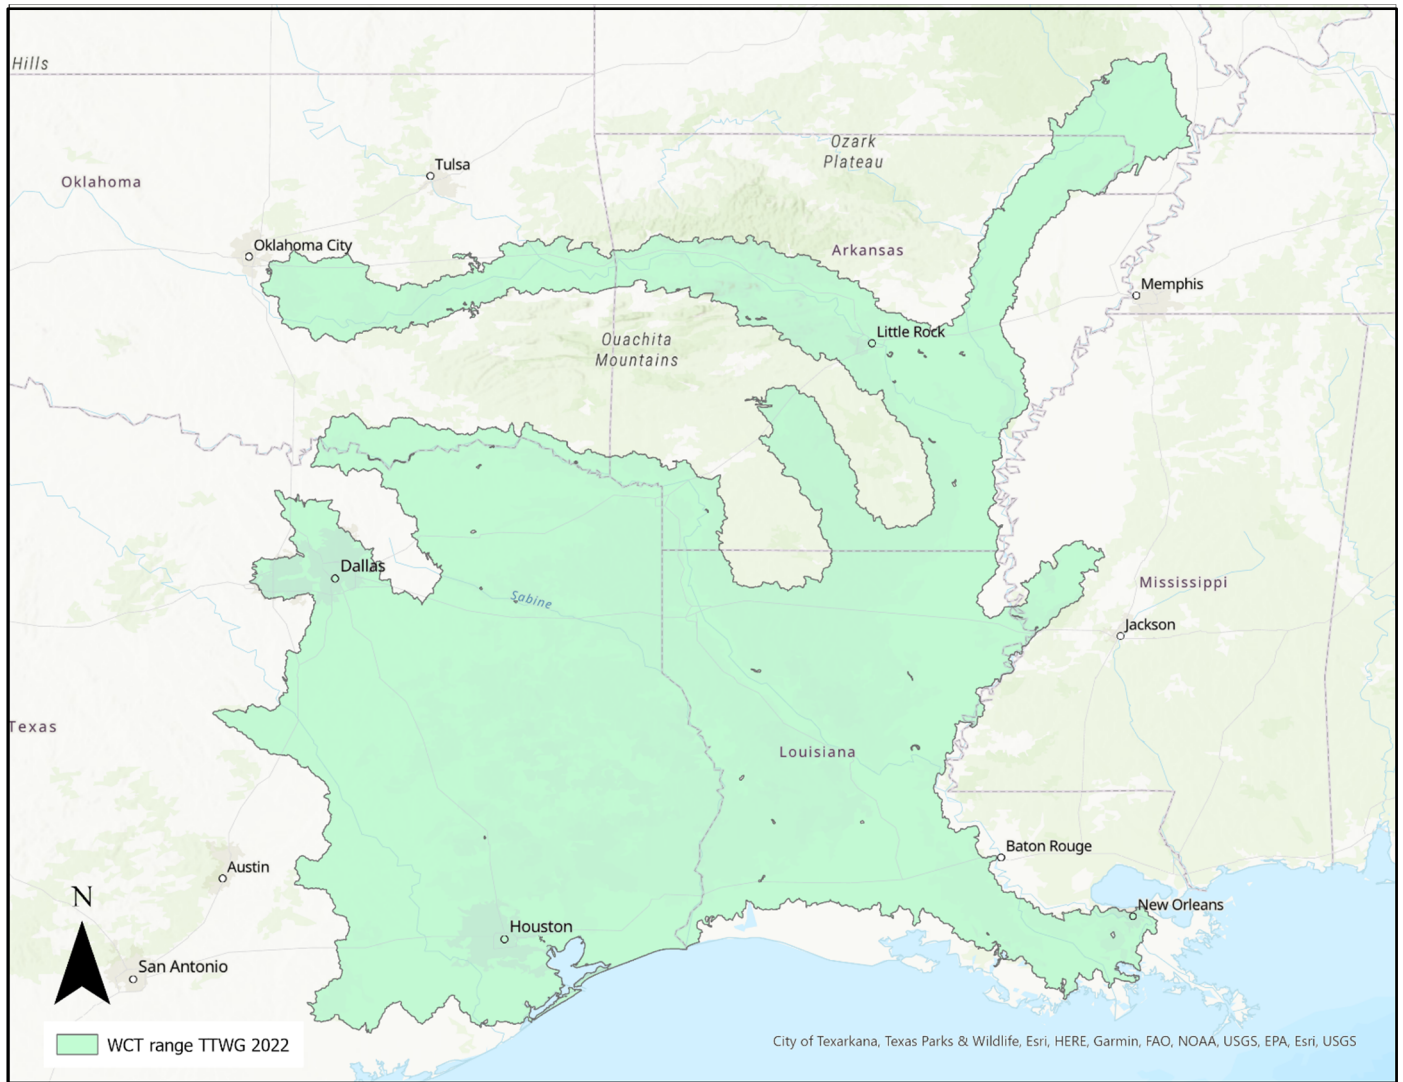 Hills
Ozark
Plateau
Tulsa
Oklahoma
Oklahoma City
Arkansas
Memphis
Little Rock
Ouachita
Mountains
Dallas
Mississippi
Sabine
Jackson
Texas
Louisiana
Baton Rouge
Austin
N
New Orleans
Houston
San Antonio
WCT range TTWG 2022
City of Texarkana, Texas Parks & Wildlife, Esri, HERE, Garmin, FAO, NOAA, USGS, EPA, Esri, USGS